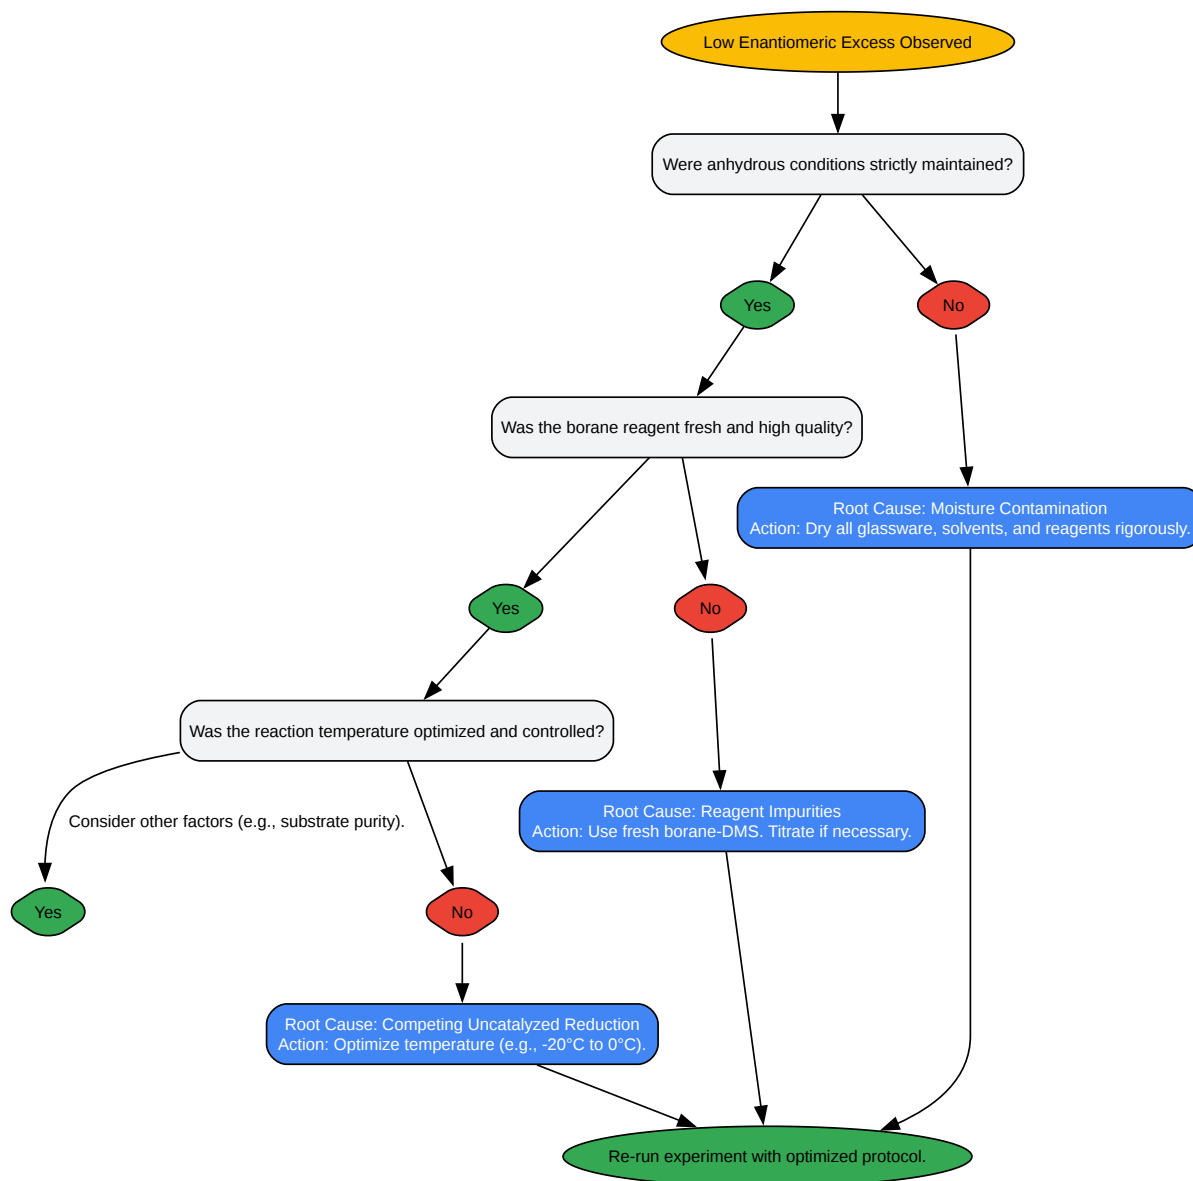 Low Enantiomeric Excess Observed
Were anhydrous conditions strictly maintained?
Yes
No
Was the borane reagent fresh and high quality?
Root Cause: Moisture Contamination
Action: Dry all glassware, solvents, and reagents rigorously.
Yes
No
Was the reaction temperature optimized and controlled?
Consider other factors (e.g., substrate purity).
Root Cause: Reagent Impurities
Action: Use fresh borane-DMS. Titrate if necessary.
Yes
No
Root Cause: Competing Uncatalyzed Reduction
Action: Optimize temperature (e.g., -20°C to 0°C).
Re-run experiment with optimized protocol.